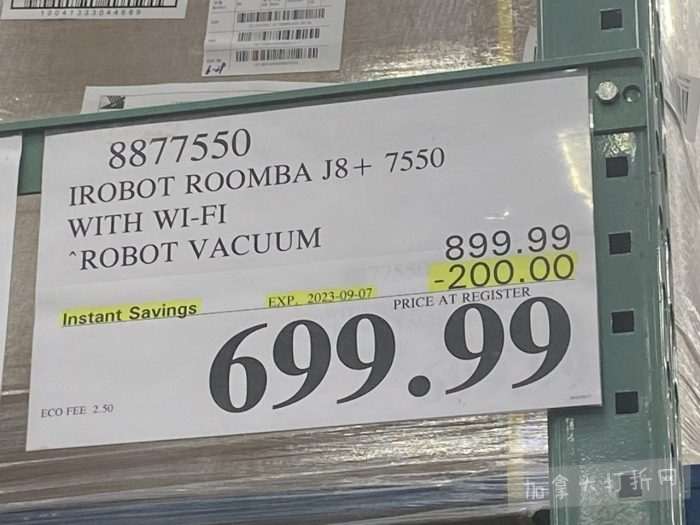 8877550
IROBOT ROOMBA J8+ 7550
WITH WI-FI
^ROBOT VACUUM
899.99
-200.00
Instant Savings
EXP. 2023-09-07
PRICE AT REGISTER
699.99
ECO FEE 2.50
加拿大打折网